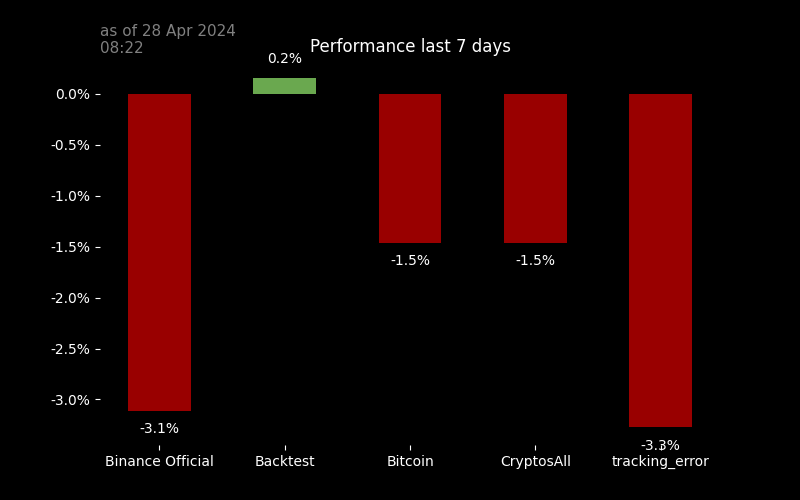 as of 28 Apr 2024
08:22
Performance last 7 days
0.2%
0.0%
-0.5%
-1.0%
-1.5%
-2.0%
-2.5%
-3.0%
-1.5%
-1.5%
-3.1%
-3.3%
Binance Official
Backtest
Bitcoin
CryptosAll
tracking_error